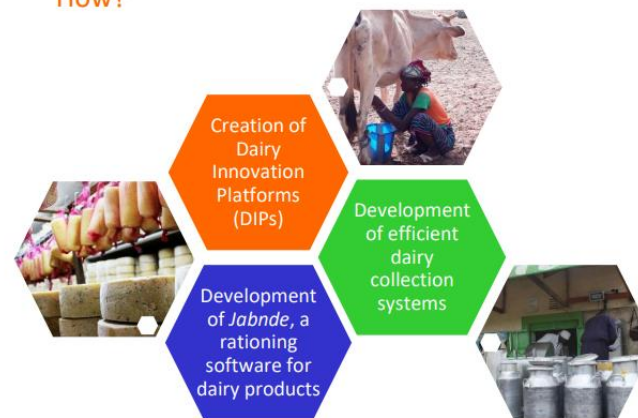 How?
Creation of
Dairy
Innovation
Platforms
(DIPs)
Development
of efficient
dairy
collection
systems
Development
of Jabnde, a
rationing
software for
dairy products